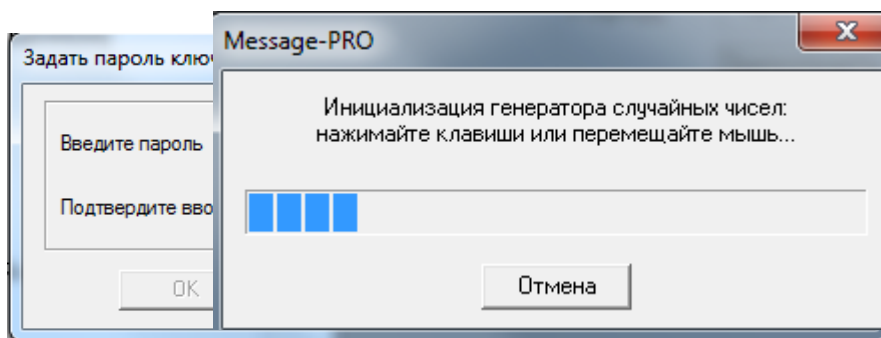 Задать пароль клю
Введите пароль
Подтвердите вво
OK
Message-PRO
Инициализация генератора случайных чисел:
нажимайте клавиши или перемещайте мышь...
Отмена